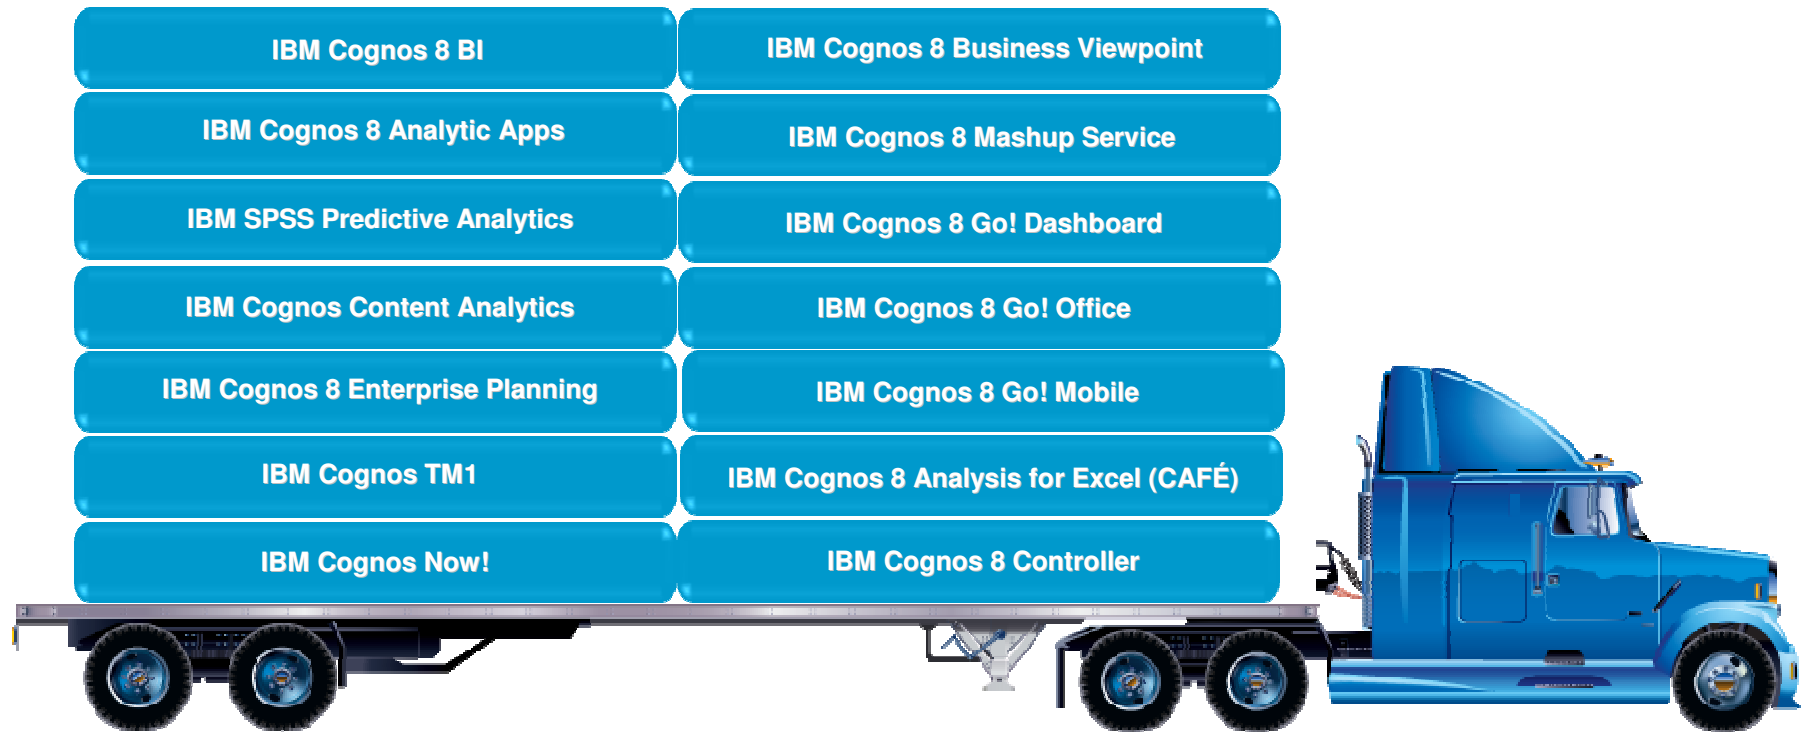 IBM Cognos 8 BI
IBM Cognos 8 Business Viewpoint
IBM Cognos 8 Analytic Apps
IBM Cognos 8 Mashup Service
IBM SPSS Predictive Analytics
IBM Cognos 8 Go! Dashboard
IBM Cognos Content Analytics
IBM Cognos 8 Go! Office
IBM Cognos 8 Enterprise Planning
IBM Cognos 8 Go! Mobile
IBM Cognos TM1
IBM Cognos 8 Analysis for Excel (CAFÉ)
IBM Cognos Now!
IBM Cognos 8 Controller